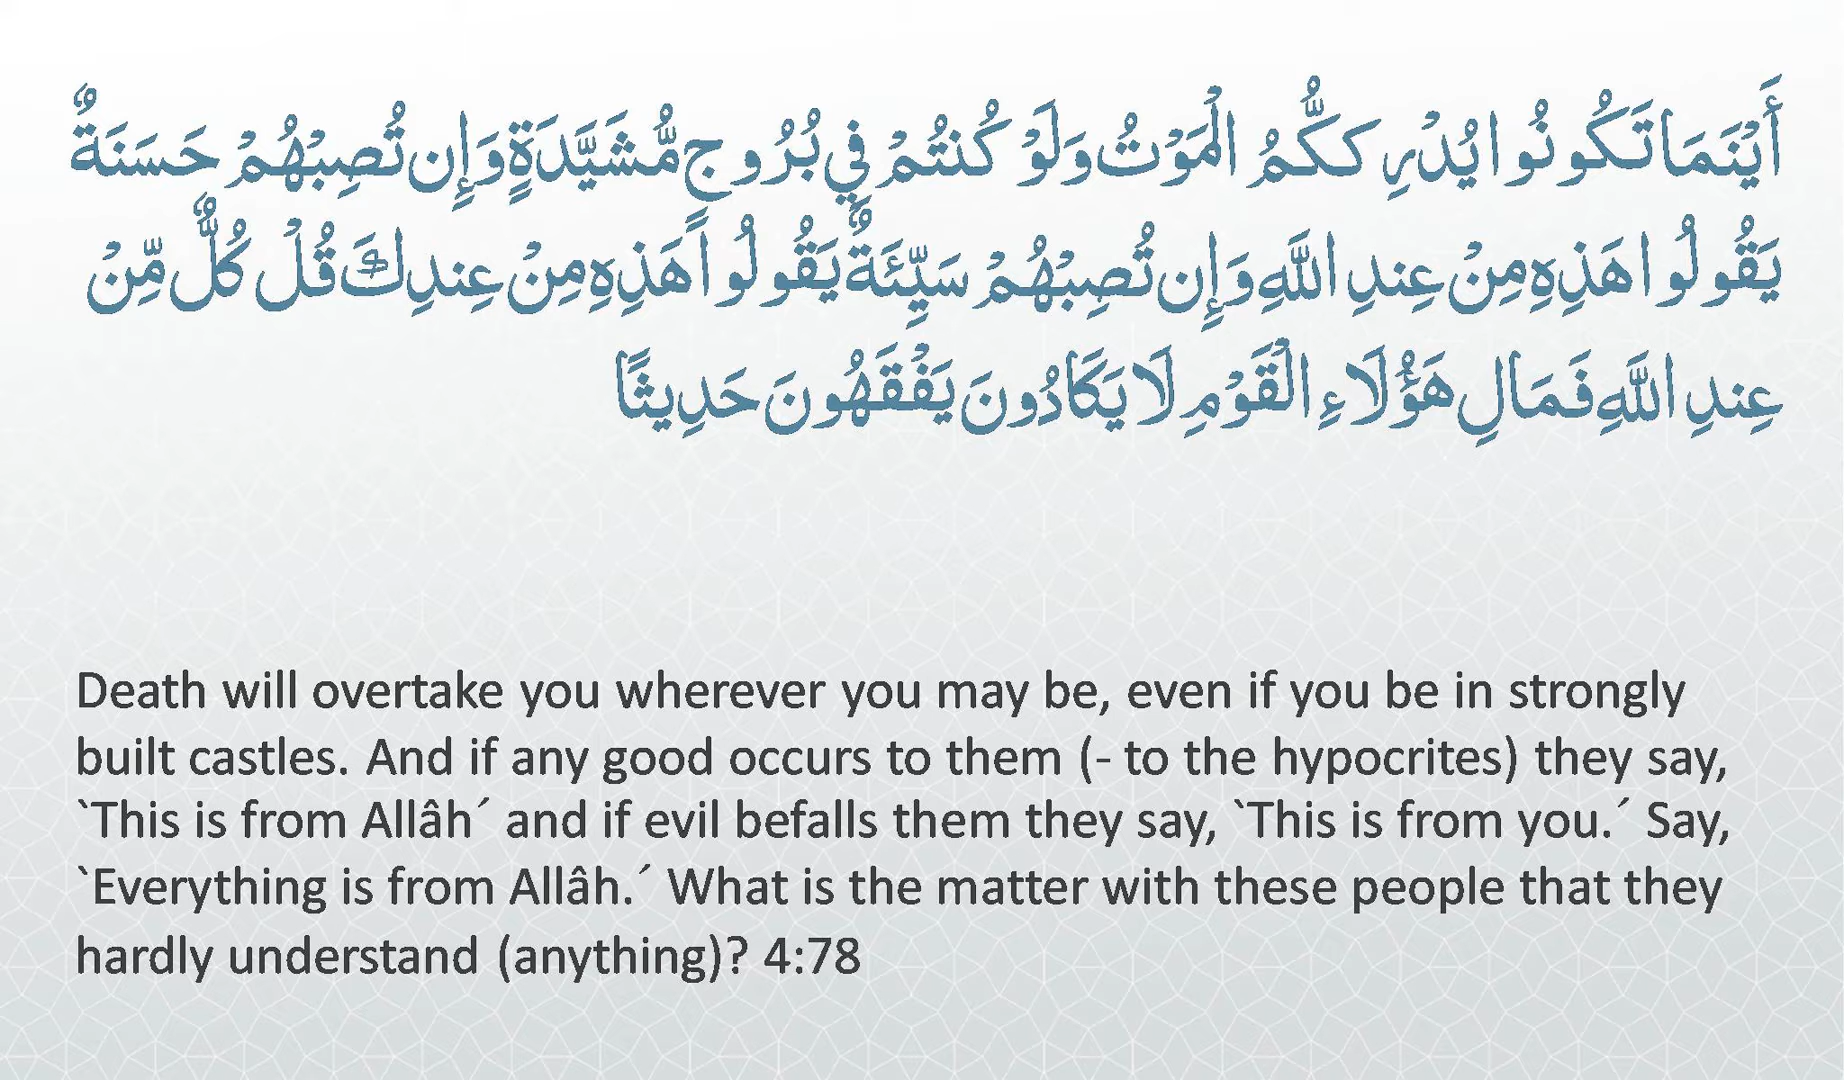 أَيْنَمَا تَكُونُوا يُدْرِككُّمُ الْمَوْتُ وَلَوْ كُنتُمْ فِي بُرُوجٍ مُّشَيَّدَةٍ وَإِن تُصِبْهُمْ حَسَنَةٌ
يَقُولُوا هَذِهِ مِنْ عِندِ اللَّهِ وَإِن تُصِبْهُمْ سَيِّئَةٌ يَقُولُوا هَذِهِ مِنْ عِندِكَ قُلْ كُلٌّ مِّنْ
عِندِ اللَّهِ فَمَالِ هَؤُلَاءِ الْقَوْمِ لَا يَكَادُونَ يَفْقَهُونَ حَدِيثًا
Death will overtake you wherever you may be, even if you be in strongly
built castles. And if any good occurs to them (- to the hypocrites) they say,
`This is from Allâh´ and if evil befalls them they say, `This is from you.´ Say,
`Everything is from Allâh.´ What is the matter with these people that they
hardly understand (anything)? 4:78